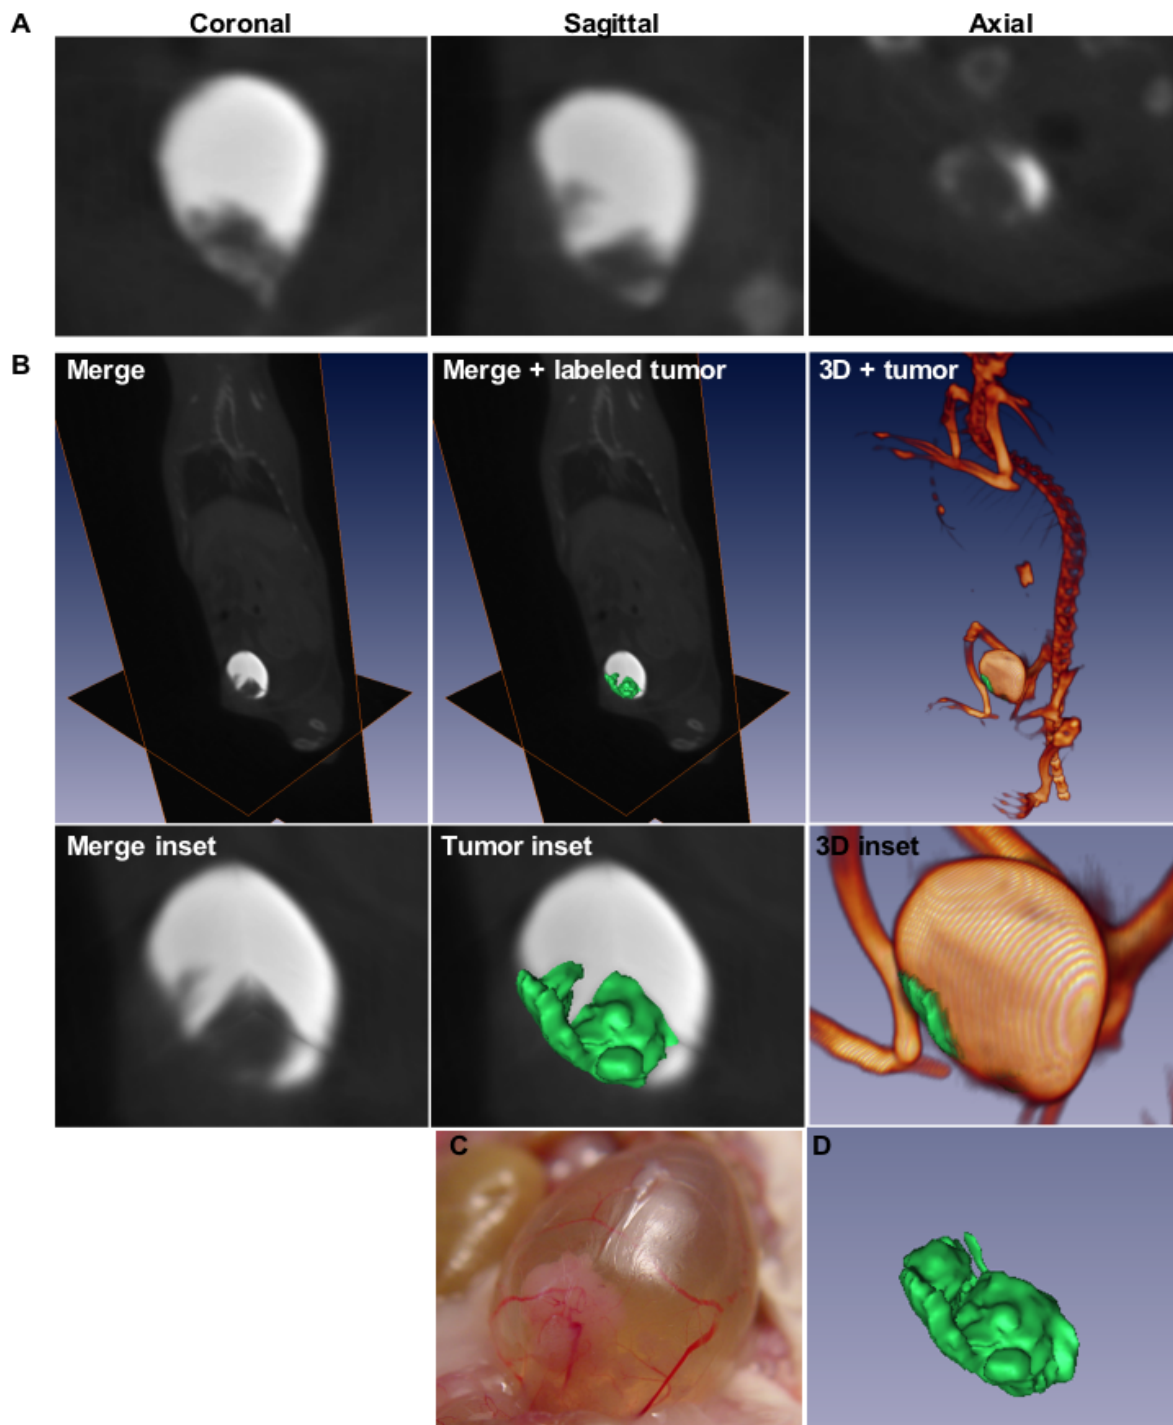 A
Coronal
Sagittal
Axial
B
Merge
Merge + labeled tumor
3D + tumor
Merge inset
Tumor inset
3D inset
C
D